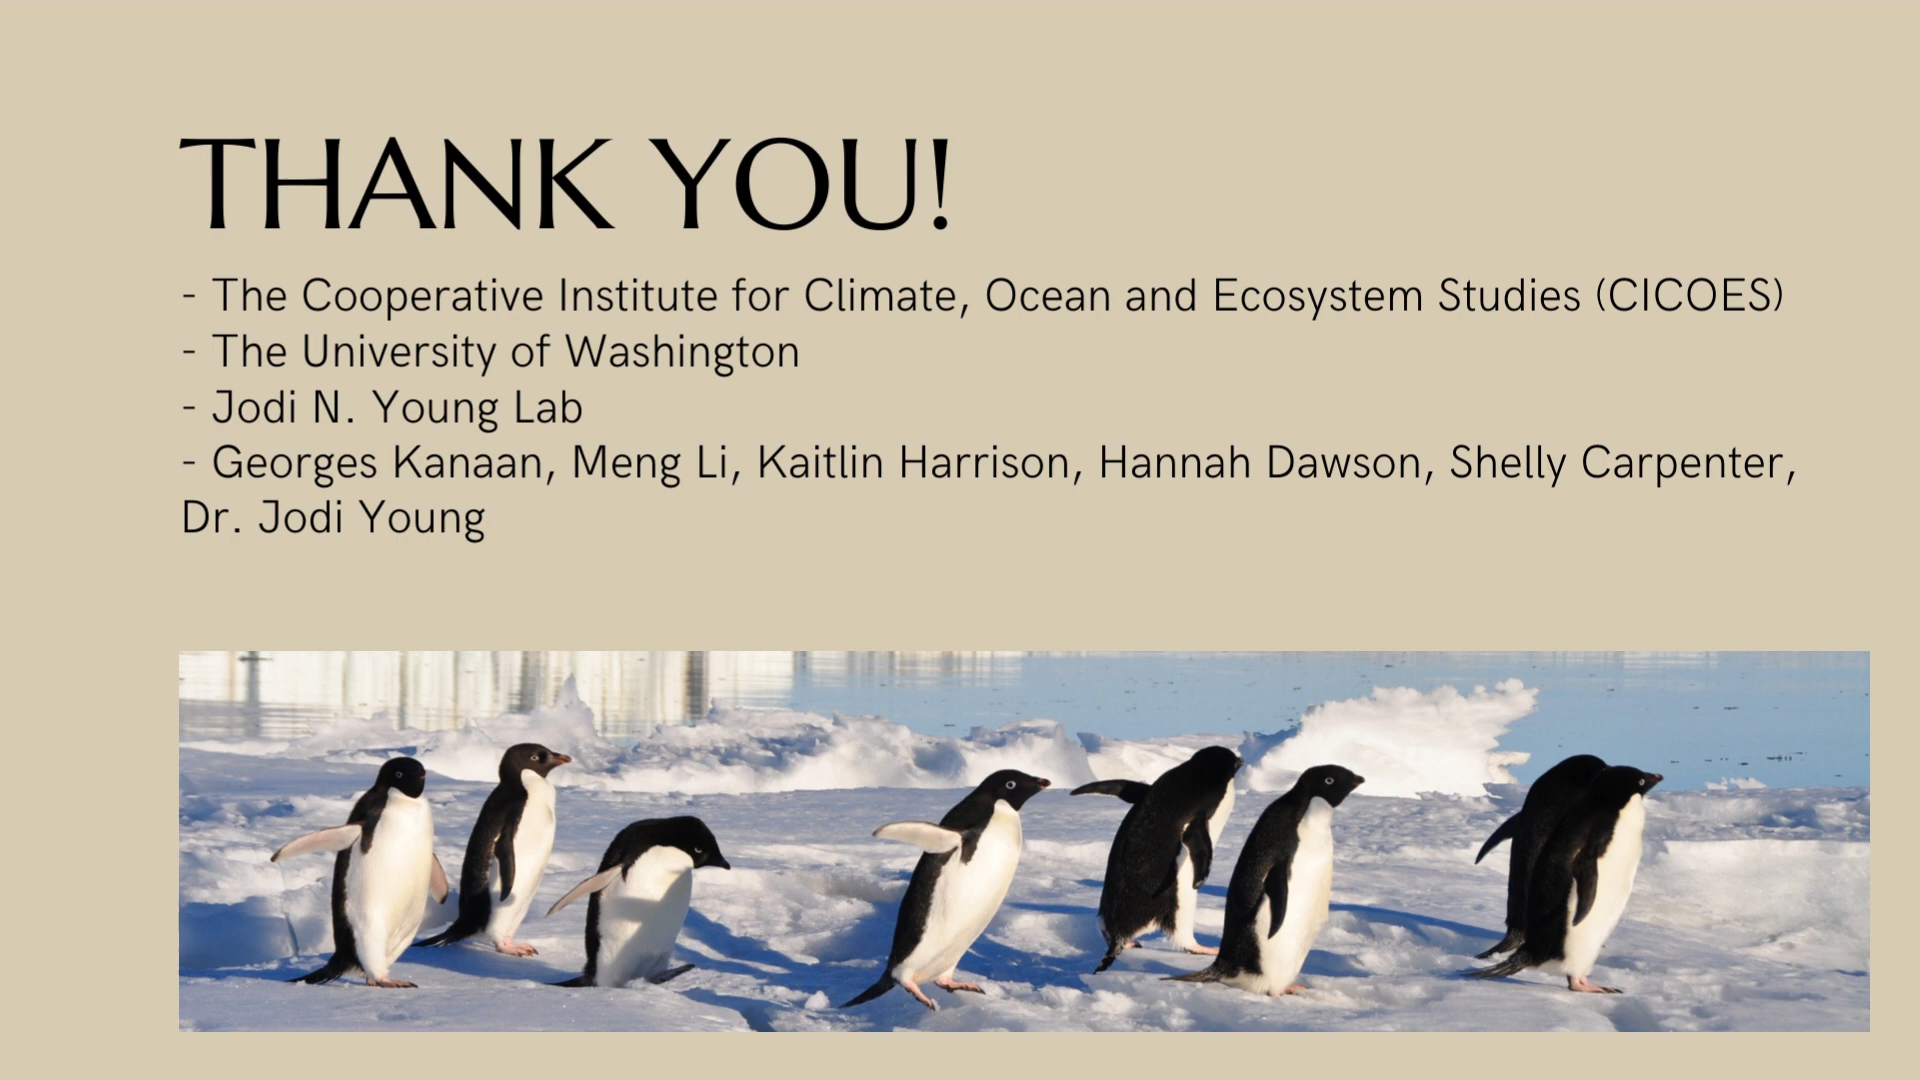 THANK YOU!
- The Cooperative Institute for Climate, Ocean and Ecosystem Studies (CICOES)
- The University of Washington
- Jodi N. Young Lab
- Georges Kanaan, Meng Li, Kaitlin Harrison, Hannah Dawson, Shelly Carpenter,
Dr. Jodi Young